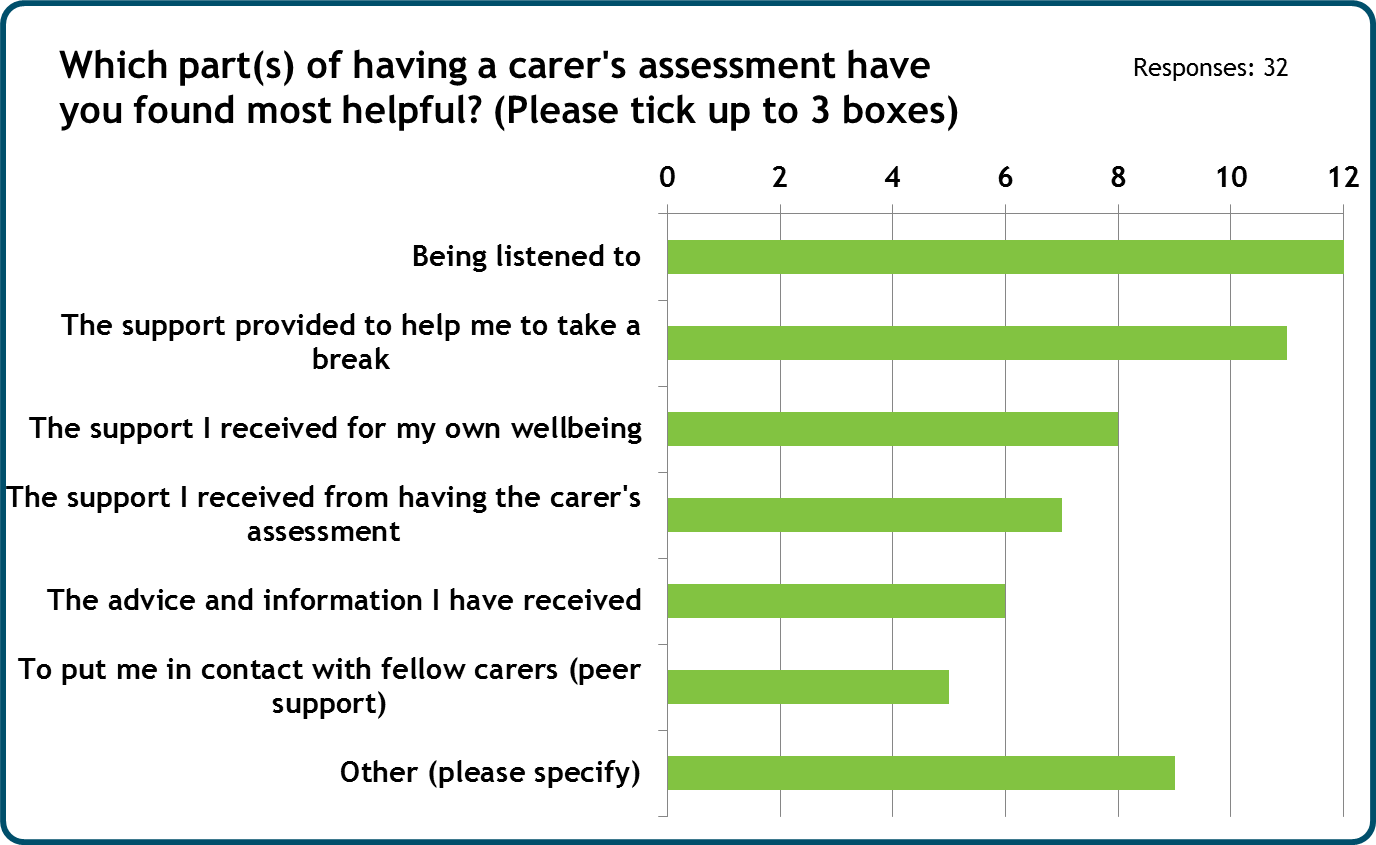 Which part(s) of having a carer's assessment have
you found most helpful? (Please tick up to 3 boxes)
Responses: 32
0 2 4 6 8 10 12
Being listened to
The support provided to help me to take a
break
The support I received for my own wellbeing
The support I received from having the carer's
assessment
The advice and information I have received
To put me in contact with fellow carers (peer
support)
Other (please specify)